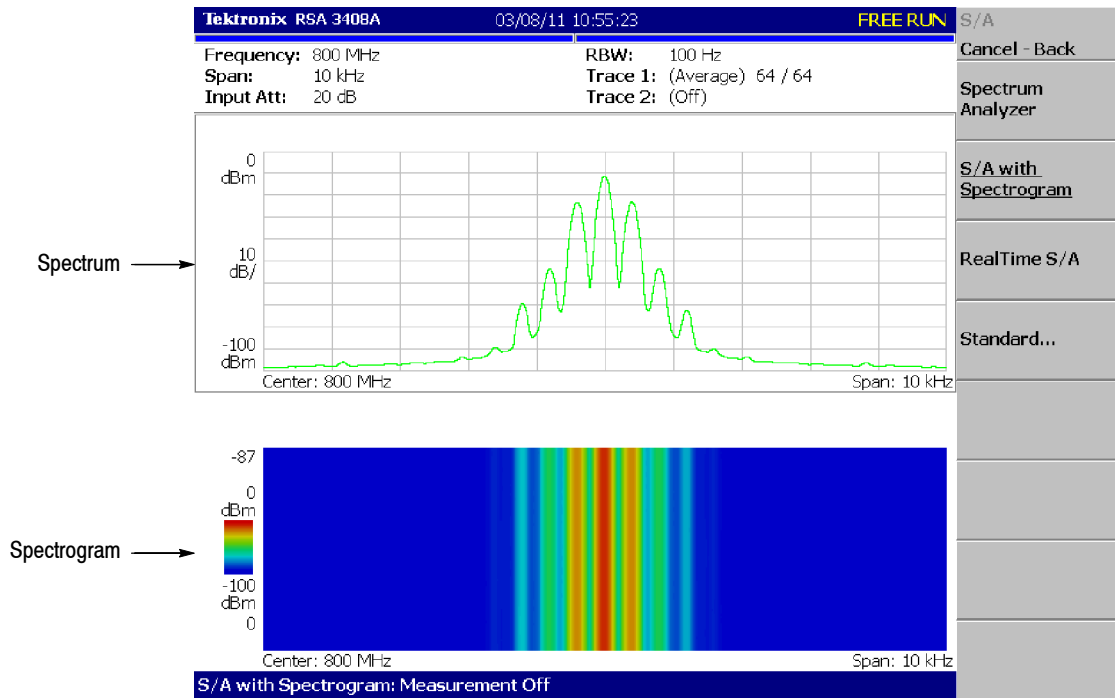 Tektronix RSA 3408A 03/08/11 10:55:23 FREE RUN
Frequency: 800 MHz RBW: 100 Hz
Span: 10 kHz Trace 1: (Average) 64 / 64
Input Att: 20 dB Trace 2: (Off)
S/A
Cancel - Back
Spectrum
Analyzer
S/A with
Spectrogram
RealTime S/A
Standard...
Spectrum
0
dBm
10
dB/
-100
dBm
Center: 800 MHz Span: 10 kHz
Spectrogram
-87
0
dBm
-100
dBm
0
Center: 800 MHz Span: 10 kHz
S/A with Spectrogram: Measurement Off